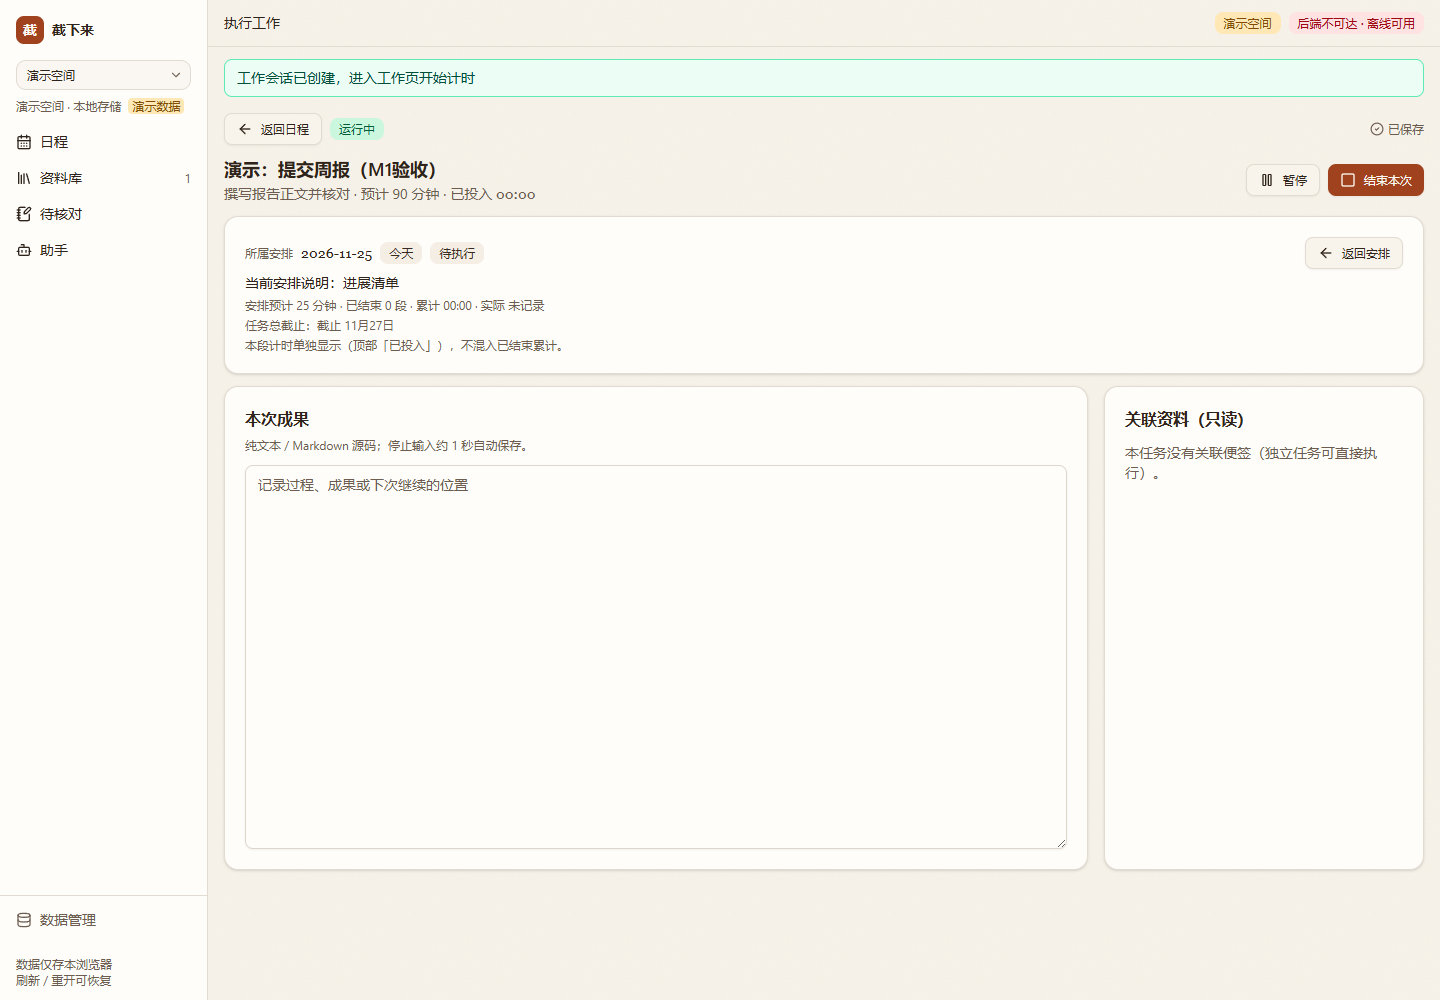 截 截下来
演示空间
演示空间 · 本地存储 演示数据
日程
资料库 1
待核对
助手
数据管理
数据仅存本浏览器
刷新 / 重开可恢复
执行工作
演示空间 后端不可达 · 离线可用
工作会话已创建，进入工作页开始计时
返回日程 运行中 已保存
演示：提交周报（M1验收）
撰写报告正文并核对 · 预计 90 分钟 · 已投入 00:00
暂停 结束本次
所属安排 2026-11-25 今天 待执行 返回安排
当前安排说明：进展清单
安排预计 25 分钟 · 已结束 0 段 · 累计 00:00 · 实际 未记录
任务总截止：截止 11月27日
本段计时单独显示（顶部「已投入」），不混入已结束累计。
本次成果
纯文本 / Markdown 源码；停止输入约 1 秒自动保存。
记录过程、成果或下次继续的位置
关联资料（只读）
本任务没有关联便签（独立任务可直接执
行）。